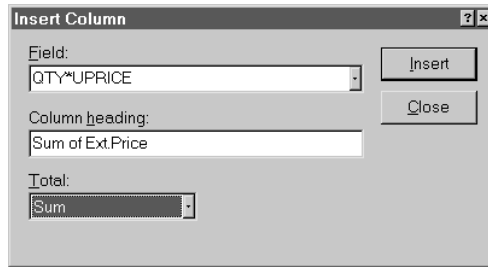 Insert Column
Field:
QTY*UPRICE
Insert
Close
Column heading:
Sum of Ext.Price
Total:
Sum